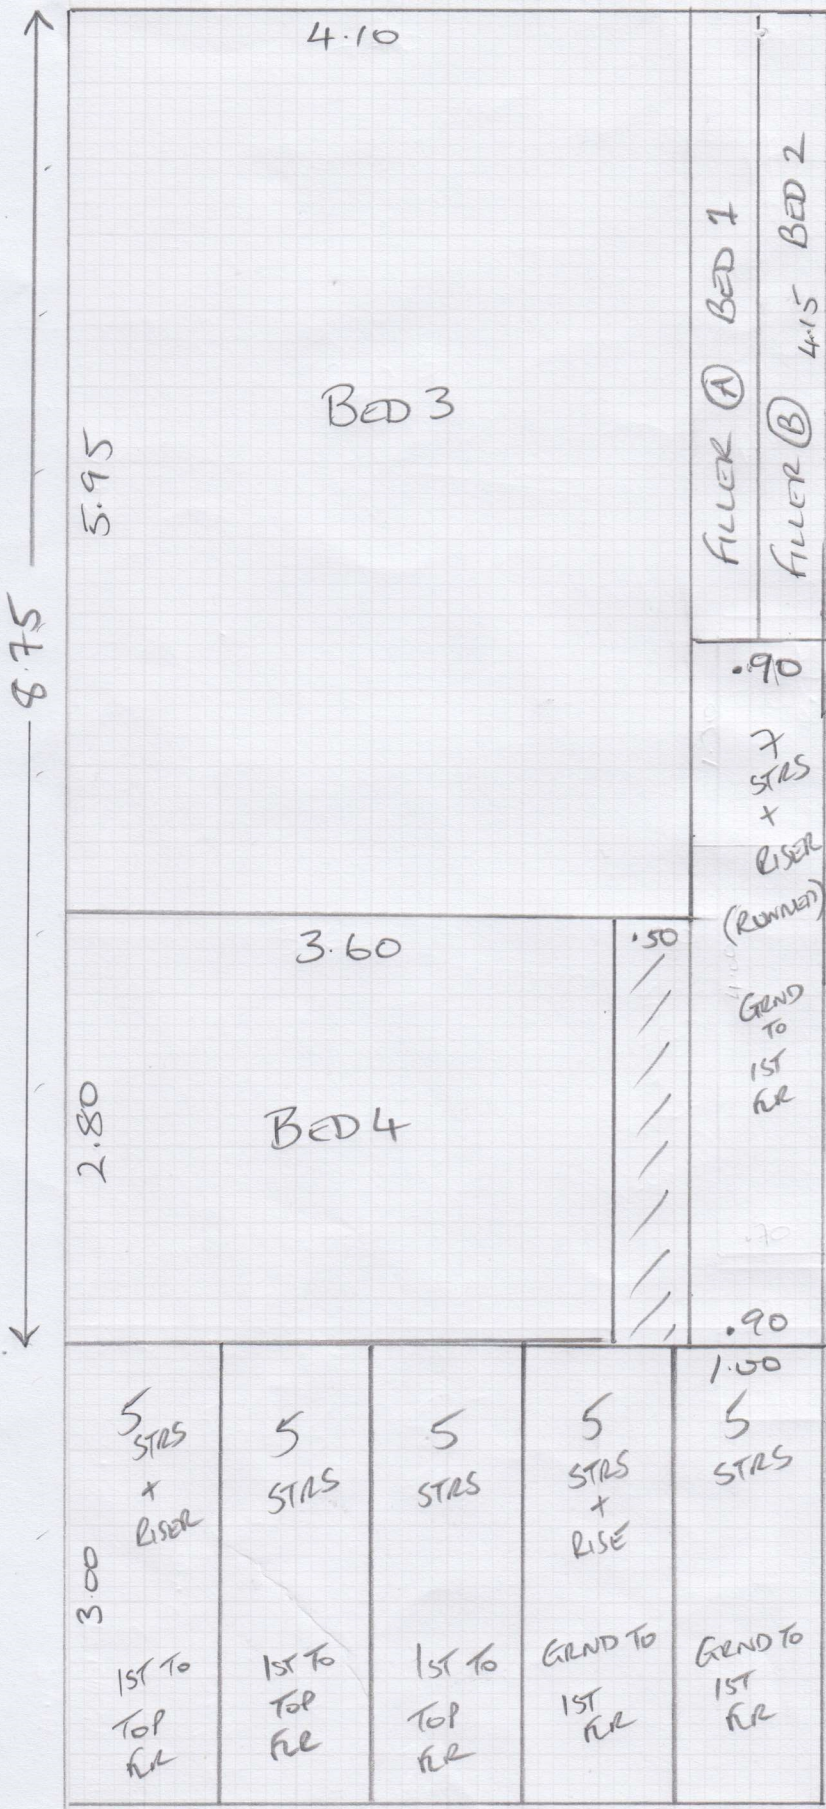 4.10
8.75
5.95
BED 3
FILLER (A) BED 1
FILLER (B) 4.15 BED 2
.90
7
STRS
+
RISER
(RUNNED)
GRND
TO
1ST
FLR
.90
3.60
.50
2.80
BED 4
3.00
5
STRS
+
RISER
1ST TO
TOP
FLR
5
STRS
1ST TO
TOP
FLR
5
STRS
1ST TO
TOP
FLR
5
STRS
+
RISE
GRND TO
1ST
FLR
1.00
5
STRS
GRND TO
1ST
FLR